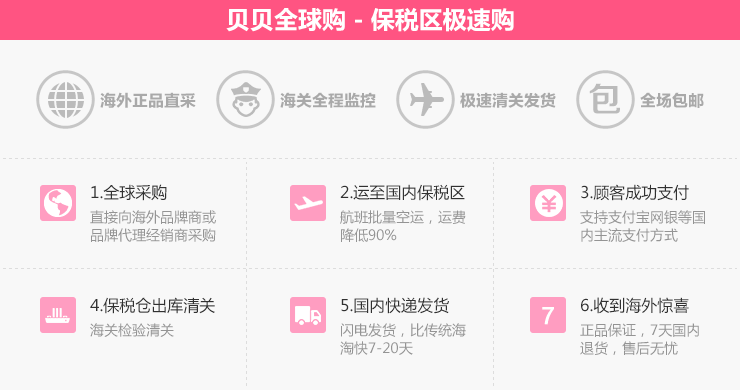 贝贝全球购 - 保税区极速购
海外正品直采
海关全程监控
极速清关发货
包
全场包邮
1.全球采购
直接向海外品牌商或
品牌代理经销商采购
2.运至国内保税区
航班批量空运，运费
降低90%
¥
3.顾客成功支付
支持支付宝网银等国
内主流支付方式
4.保税仓出库清关
海关检验清关
5.国内快递发货
闪电发货，比传统海
淘快7-20天
7
6.收到海外惊喜
正品保证，7天国内
退货，售后无忧